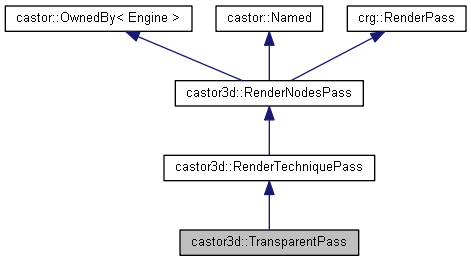 castor::OwnedBy< Engine >
castor::Named
crg::RenderPass
castor3d::RenderNodesPass
castor3d::RenderTechniquePass
castor3d::TransparentPass